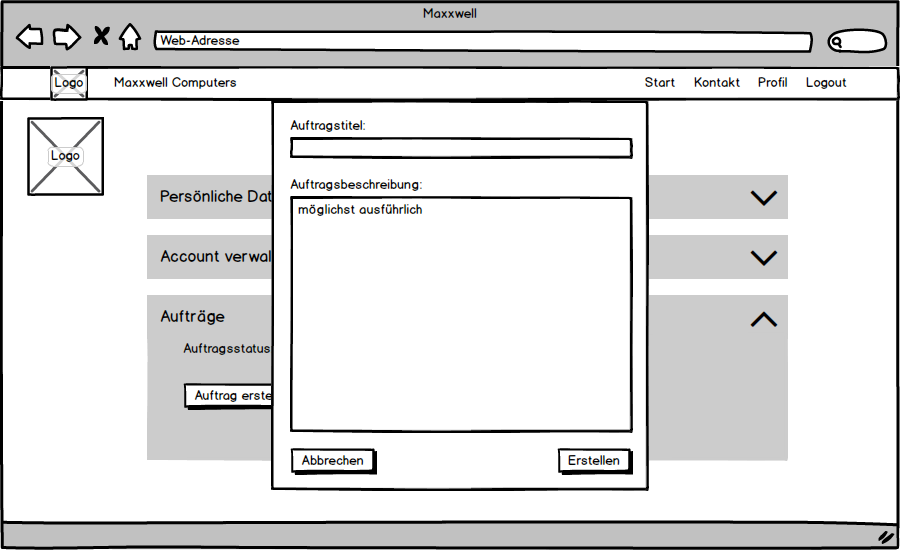 Maxxwell
Web-Adresse
Logo
Maxxwell Computers
Start
Kontakt
Profil
Logout
Logo
Auftragstitel:
Auftragsbeschreibung:
möglichst ausführlich
Abbrechen
Erstellen
Persönliche Dat
Account verwal
Aufträge
Auftragsstatus
Auftrag erste